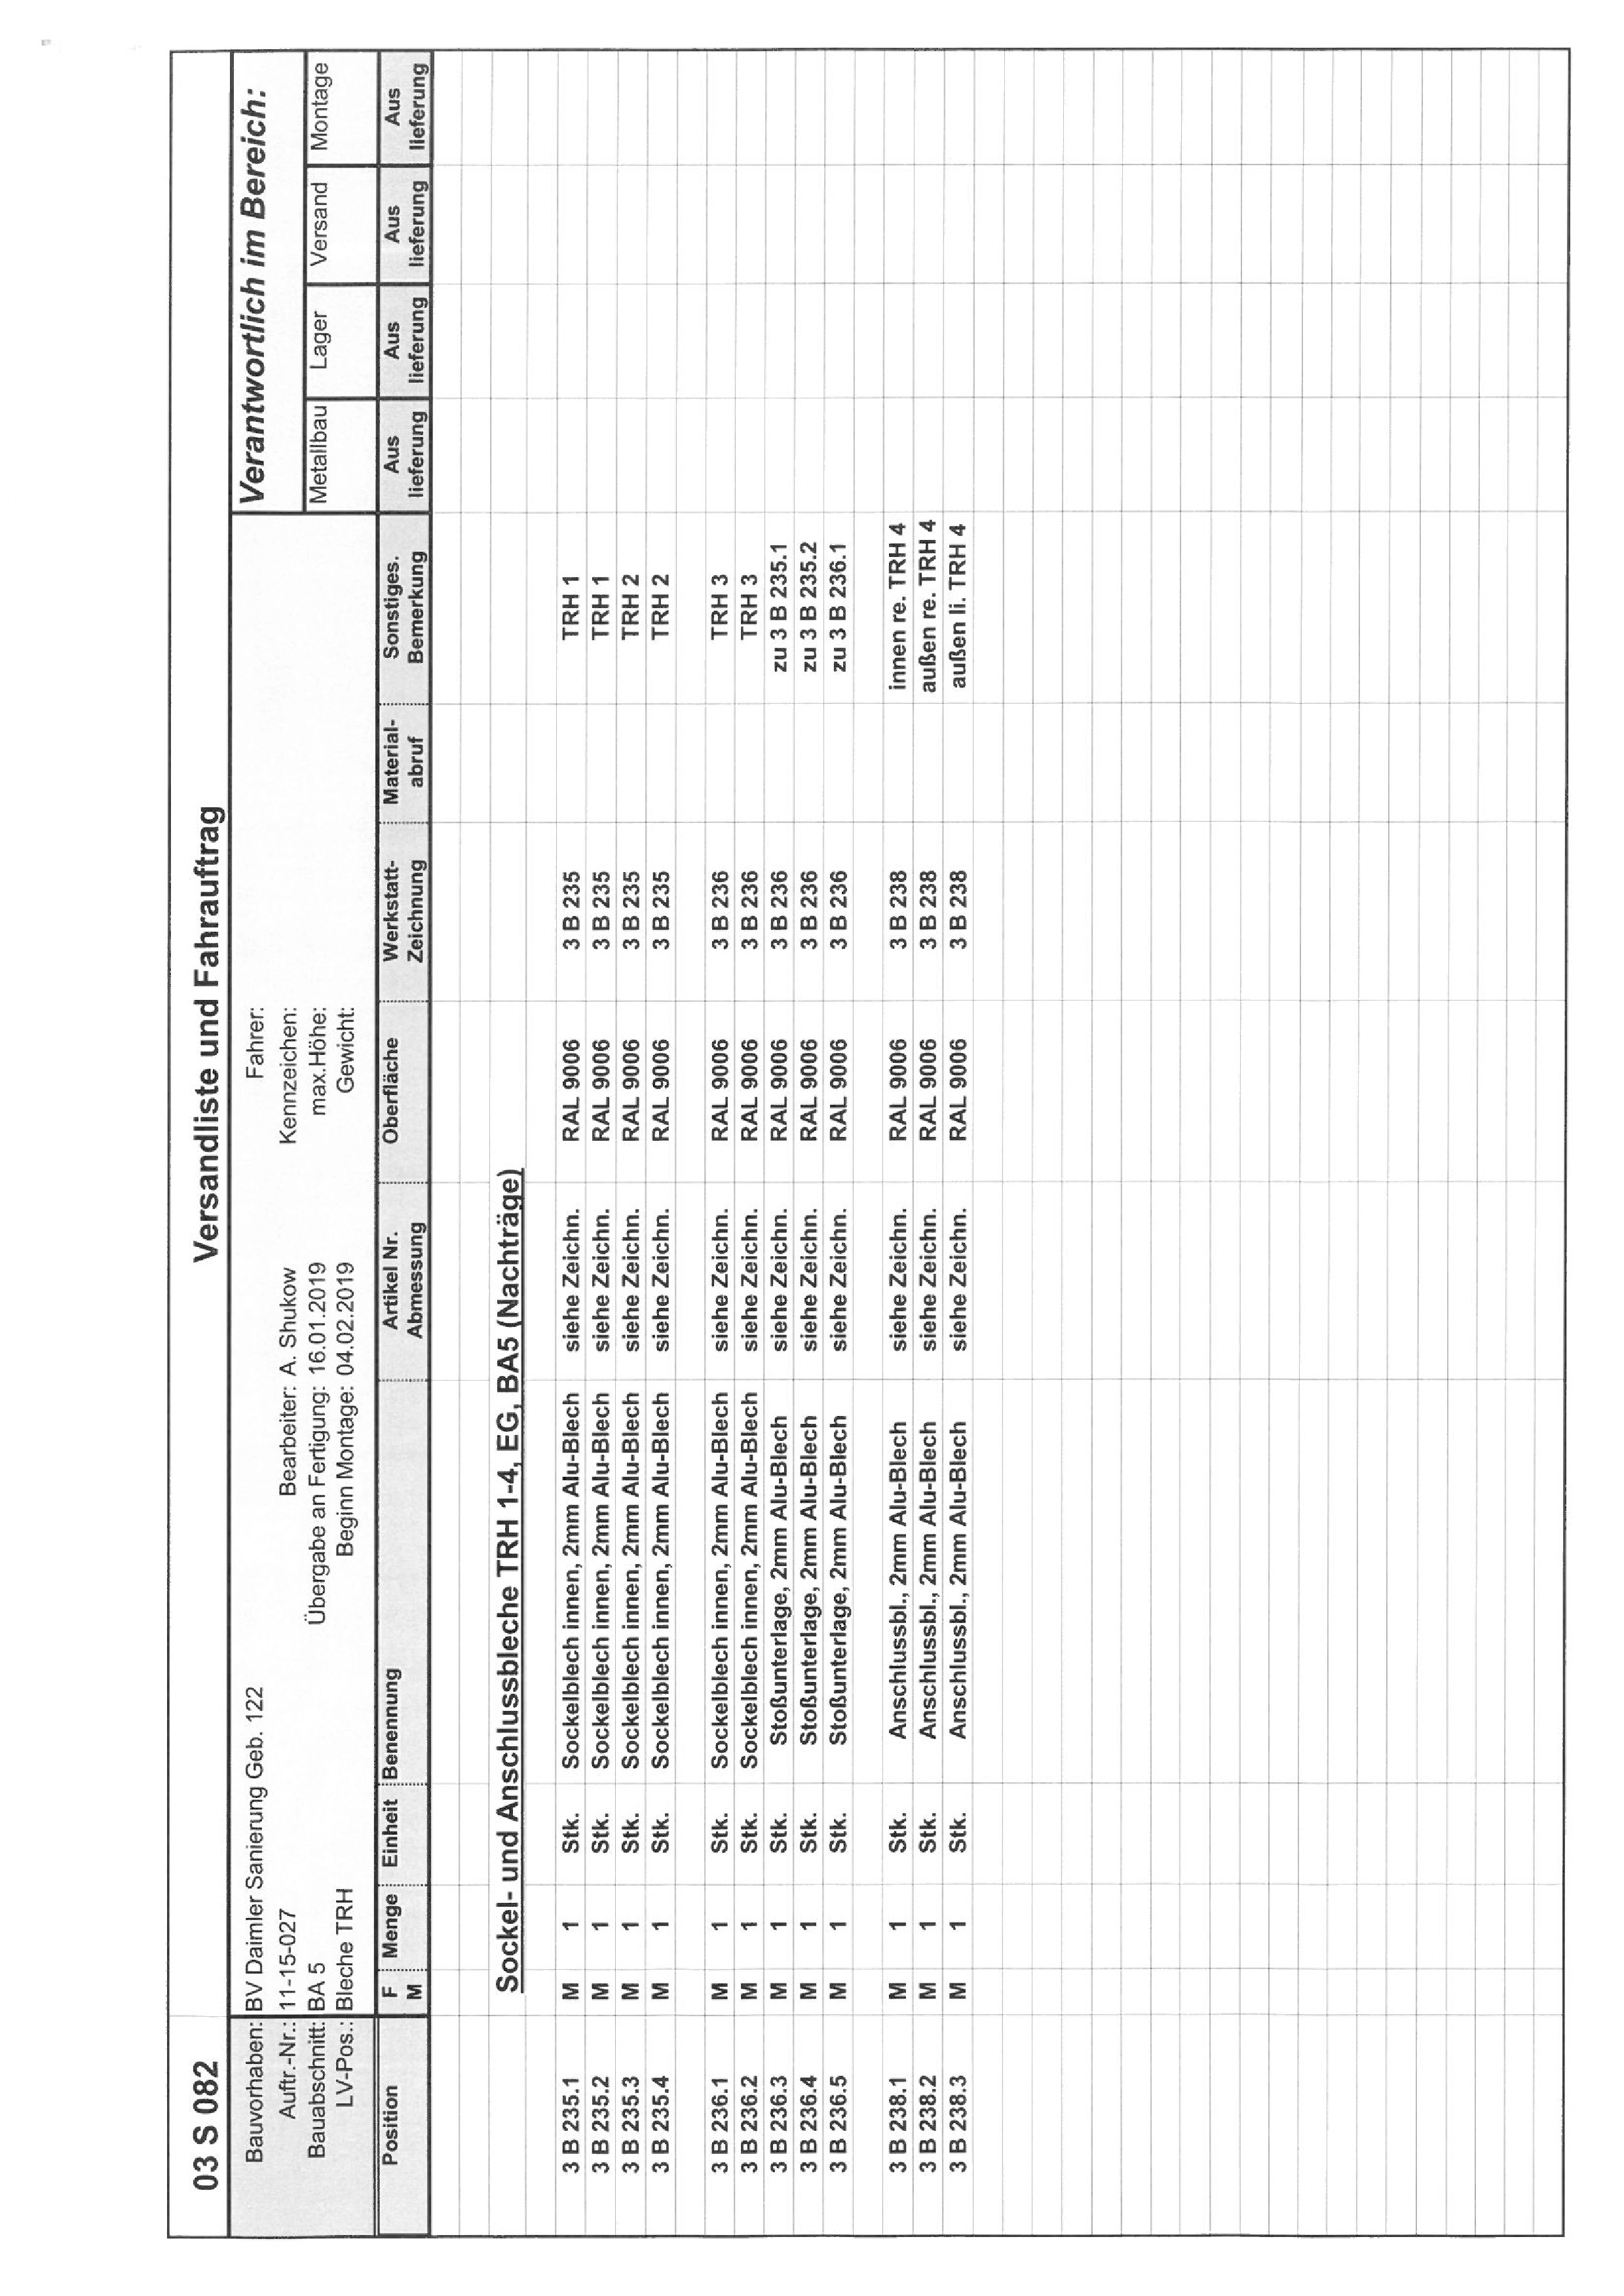 03 S 082 Versandliste und Fahrauftrag
Bauvorhaben: BV Daimler Sanierung Geb. 122 Fahrer: Verantwortlich im Bereich:
Auftr.-Nr.: 11-15-027 Bearbeiter: A. Shukow Kennzeichen:
Bauabschnitt: BA 5 Übergabe an Fertigung: 16.01.2019 max.Höhe: Metallbau Lager Versand Montage
LV-Pos.: Bleche TRH Beginn Montage: 04.02.2019 Gewicht:
Position F Menge Einheit Benennung Artikel Nr. Oberfläche Werkstatt- Material- Sonstiges. Aus Aus Aus Aus
M Abmessung Zeichnung abruf Bemerkung lieferung lieferung lieferung lieferung
Sockel- und Anschlussbleche TRH 1-4, EG, BA5 (Nachträge)
3 B 235.1 M 1 Stk. Sockelblech innen, 2mm Alu-Blech siehe Zeichn. RAL 9006 3 B 235 TRH 1
3 B 235.2 M 1 Stk. Sockelblech innen, 2mm Alu-Blech siehe Zeichn. RAL 9006 3 B 235 TRH 1
3 B 235.3 M 1 Stk. Sockelblech innen, 2mm Alu-Blech siehe Zeichn. RAL 9006 3 B 235 TRH 2
3 B 235.4 M 1 Stk. Sockelblech innen, 2mm Alu-Blech siehe Zeichn. RAL 9006 3 B 235 TRH 2
3 B 236.1 M 1 Stk. Sockelblech innen, 2mm Alu-Blech siehe Zeichn. RAL 9006 3 B 236 TRH 3
3 B 236.2 M 1 Stk. Sockelblech innen, 2mm Alu-Blech siehe Zeichn. RAL 9006 3 B 236 TRH 3
3 B 236.3 M 1 Stk. Stoßunterlage, 2mm Alu-Blech siehe Zeichn. RAL 9006 3 B 236 zu 3 B 235.1
3 B 236.4 M 1 Stk. Stoßunterlage, 2mm Alu-Blech siehe Zeichn. RAL 9006 3 B 236 zu 3 B 235.2
3 B 236.5 M 1 Stk. Stoßunterlage, 2mm Alu-Blech siehe Zeichn. RAL 9006 3 B 236 zu 3 B 236.1
3 B 238.1 M 1 Stk. Anschlussbl., 2mm Alu-Blech siehe Zeichn. RAL 9006 3 B 238 innen re. TRH 4
3 B 238.2 M 1 Stk. Anschlussbl., 2mm Alu-Blech siehe Zeichn. RAL 9006 3 B 238 außen re. TRH 4
3 B 238.3 M 1 Stk. Anschlussbl., 2mm Alu-Blech siehe Zeichn. RAL 9006 3 B 238 außen li. TRH 4